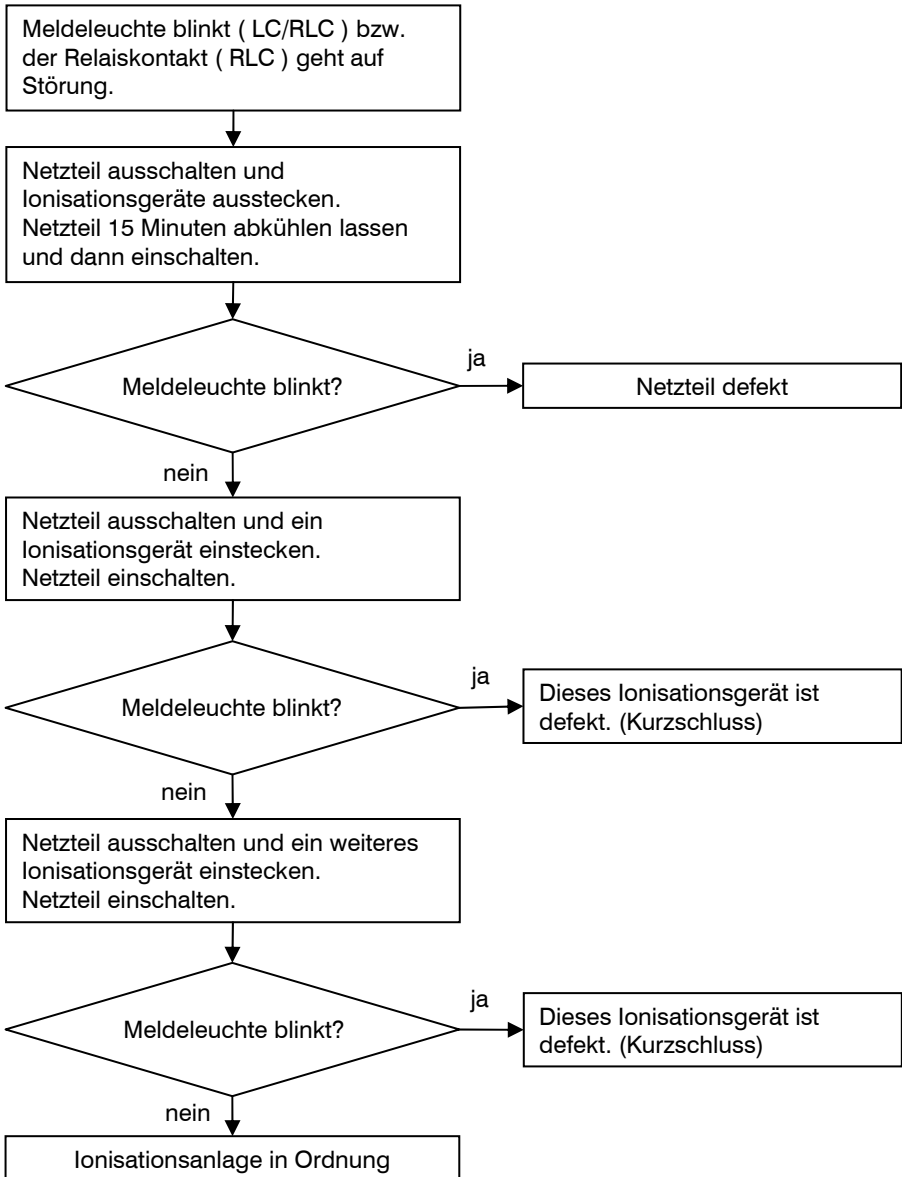 Meldeleuchte blinkt ( LC/RLC ) bzw.
der Relaiskontakt ( RLC ) geht auf
Störung.
Netzteil ausschalten und
Ionisationsgeräte ausstecken.
Netzteil 15 Minuten abkühlen lassen
und dann einschalten.
Meldeleuchte blinkt?
ja
Netzteil defekt
nein
Netzteil ausschalten und ein
Ionisationsgerät einstecken.
Netzteil einschalten.
Meldeleuchte blinkt?
ja
Dieses Ionisationsgerät ist
defekt. (Kurzschluss)
nein
Netzteil ausschalten und ein weiteres
Ionisationsgerät einstecken.
Netzteil einschalten.
Meldeleuchte blinkt?
ja
Dieses Ionisationsgerät ist
defekt. (Kurzschluss)
nein
Ionisationsanlage in Ordnung